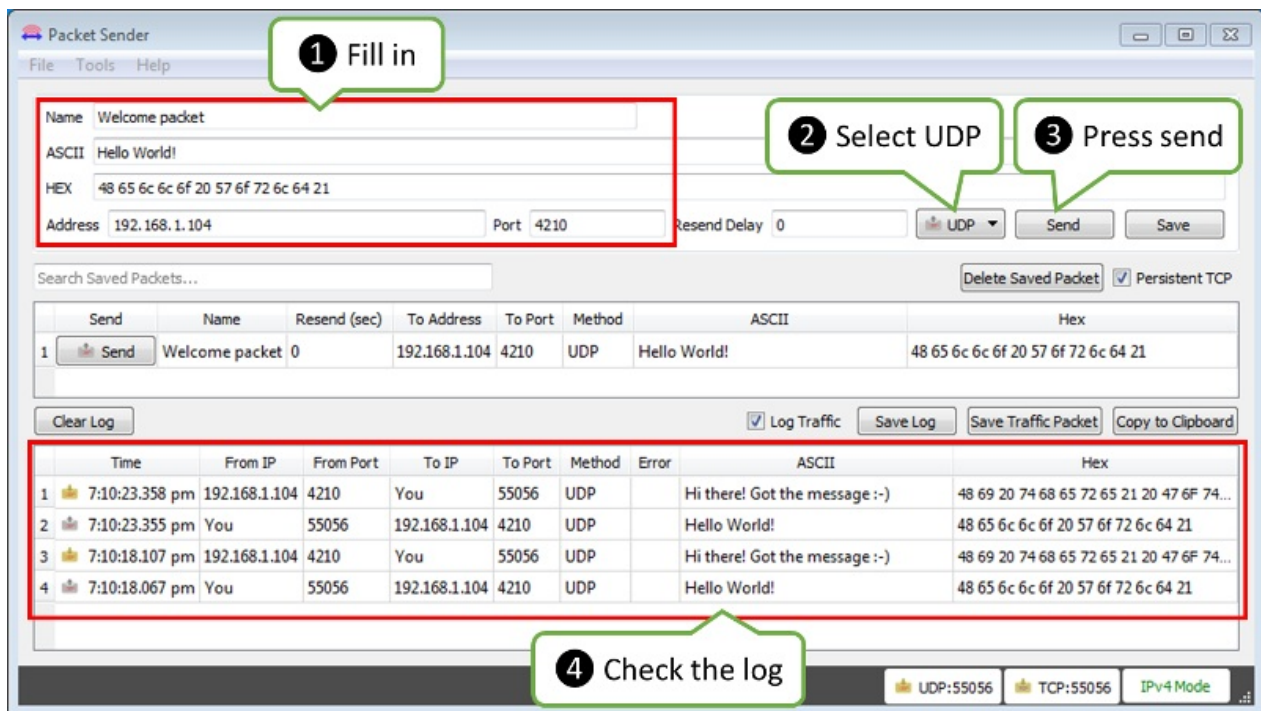 Packet Sender
❶ Fill in
File Tools Help
Name Welcome packet
❷ Select UDP
❸ Press send
ASCII Hello World!
HEX 48 65 6c 6c 6f 20 57 6f 72 6c 64 21
Address 192.168.1.104 Port 4210 Resend Delay 0 UDP Send Save
Search Saved Packets... Delete Saved Packet Persistent TCP
Send Name Resend (sec) To Address To Port Method ASCII Hex
1 Send Welcome packet 0 192.168.1.104 4210 UDP Hello World! 48 65 6c 6c 6f 20 57 6f 72 6c 64 21
Clear Log Log Traffic Save Log Save Traffic Packet Copy to Clipboard
Time From IP From Port To IP To Port Method Error ASCII Hex
1 7:10:23.358 pm 192.168.1.104 4210 You 55056 UDP Hi there! Got the message :-) 48 69 20 74 68 65 72 65 21 20 47 6F 74...
2 7:10:23.355 pm You 55056 192.168.1.104 4210 UDP Hello World! 48 65 6c 6c 6f 20 57 6f 72 6c 64 21
3 7:10:18.107 pm 192.168.1.104 4210 You 55056 UDP Hi there! Got the message :-) 48 69 20 74 68 65 72 65 21 20 47 6F 74...
4 7:10:18.067 pm You 55056 192.168.1.104 4210 UDP Hello World! 48 65 6c 6c 6f 20 57 6f 72 6c 64 21
❹ Check the log
UDP:55056 TCP:55056 IPv4 Mode